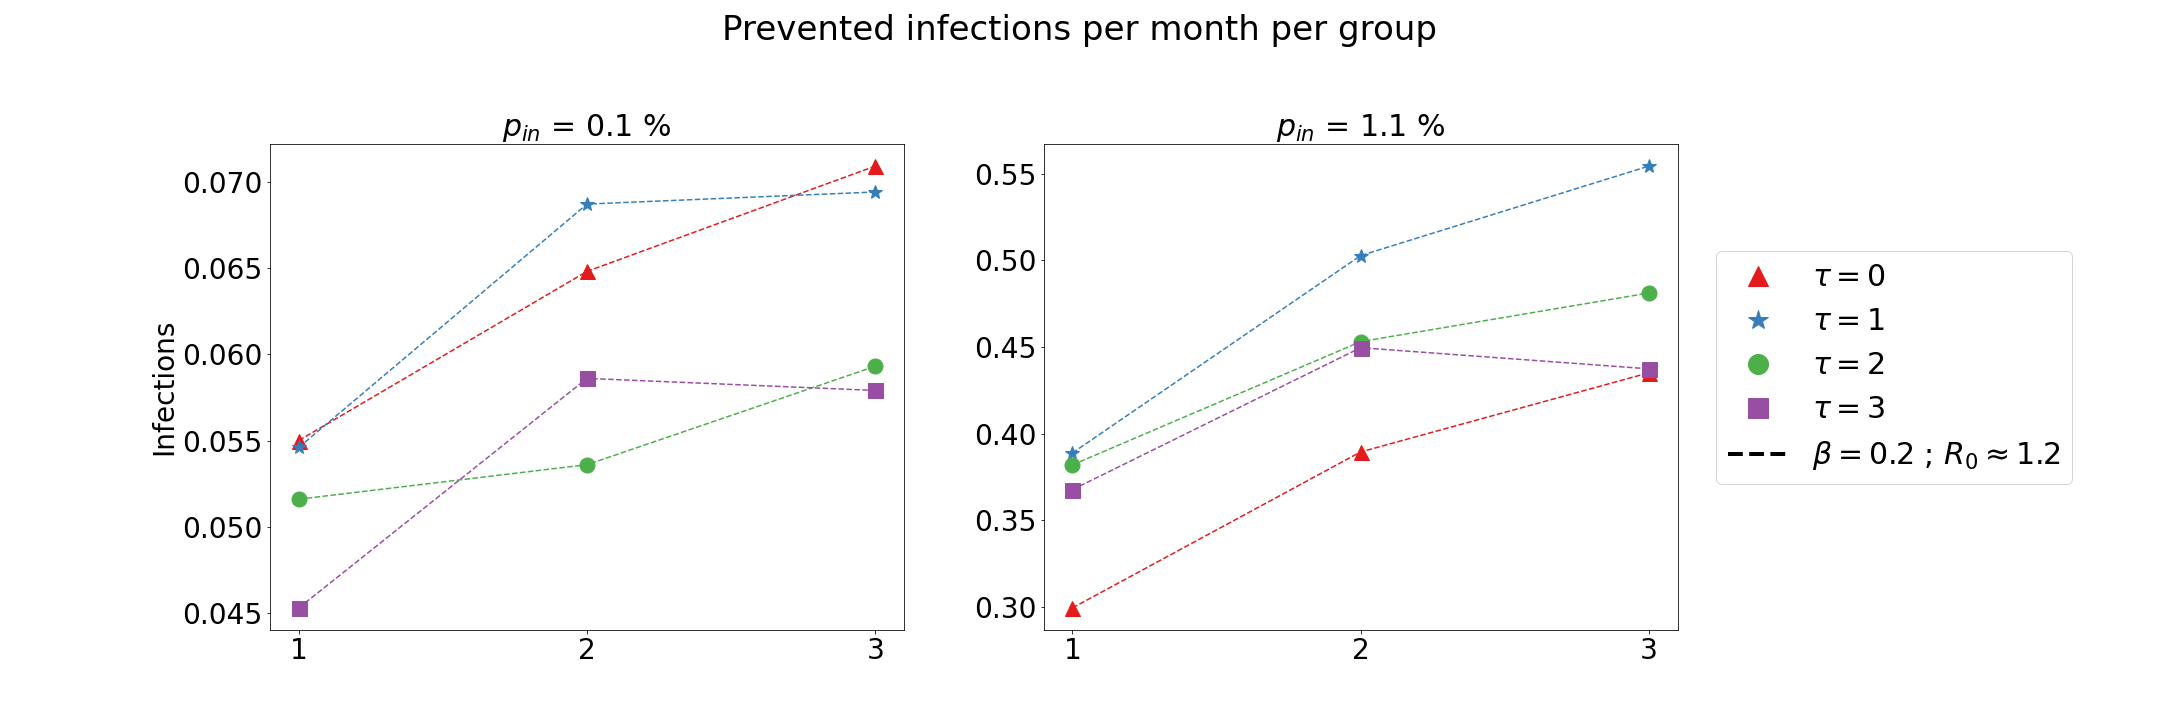 Prevented infections per month per group
p_in = 0.1 %
p_in = 1.1 %
Infections
0.070
0.065
0.060
0.055
0.050
0.045
1 2 3
0.55
0.50
0.45
0.40
0.35
0.30
1 2 3
τ = 0
τ = 1
τ = 2
τ = 3
β = 0.2 ; R₀ ≈ 1.2